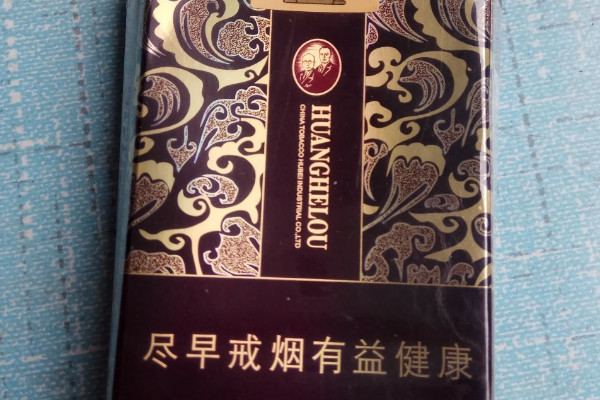 HUANGHELOU
CHINA TOBACCO HUBEI INDUSTRIAL CO.,LTD
尽早戒烟有益健康